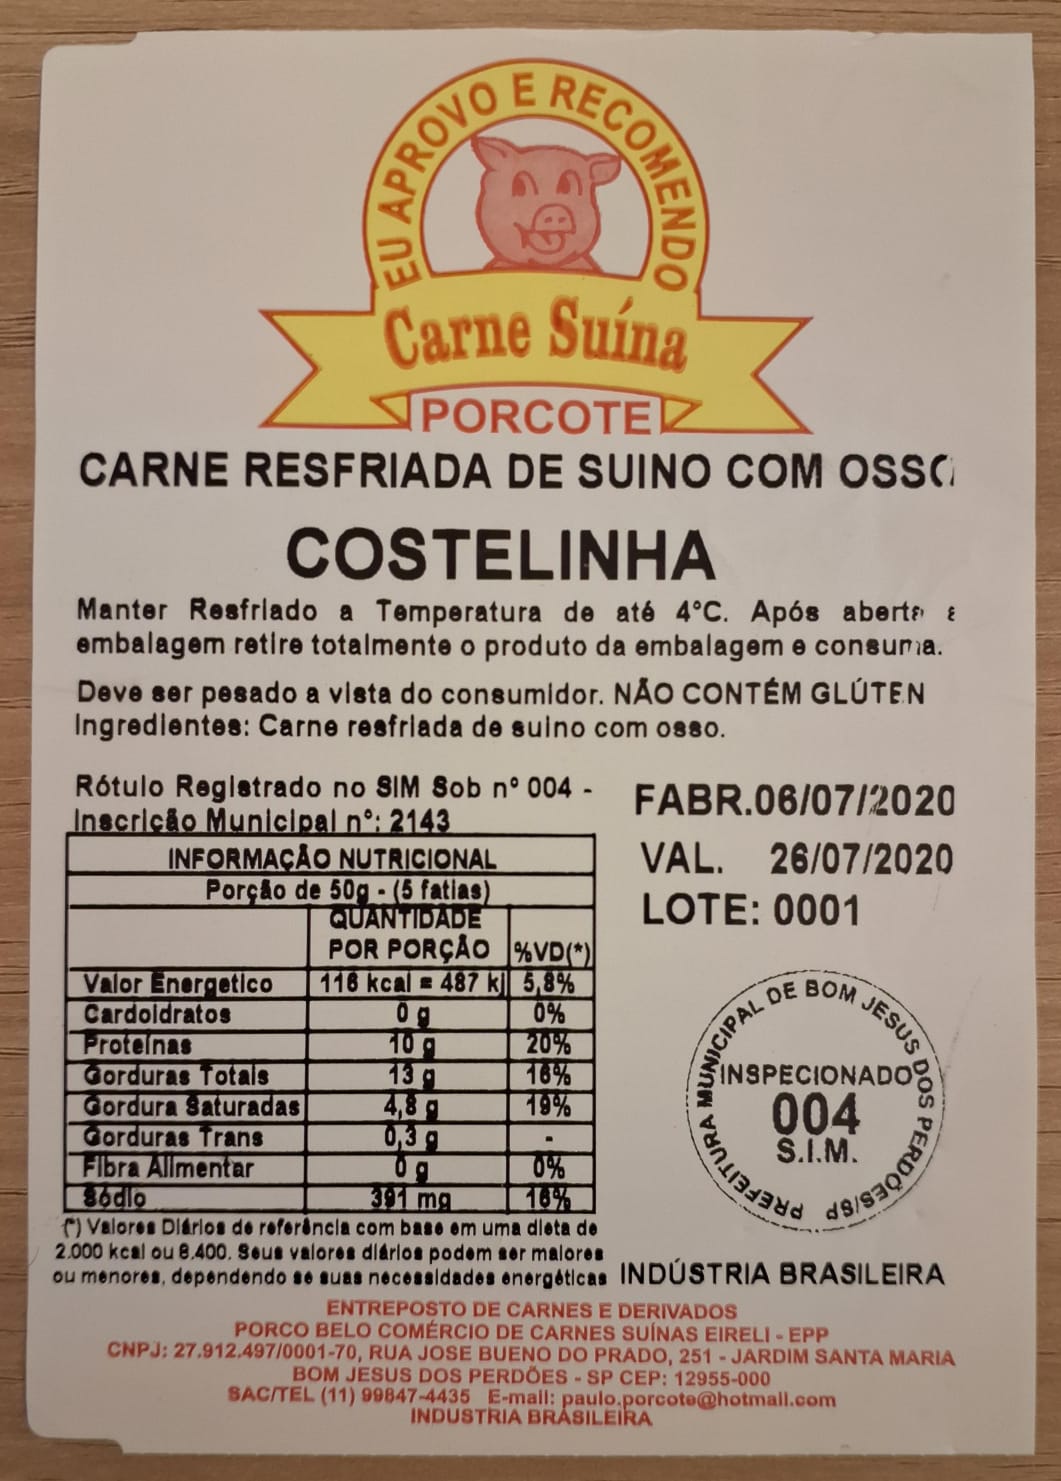 EU APROVO E RECOMENDO
Carne Suína
PORCOTE
CARNE RESFRIADA DE SUINO COM OSSO
COSTELINHA
Manter Resfriado a Temperatura de até 4°C. Após aberta a
embalagem retire totalmente o produto da embalagem e consuma.
Deve ser pesado a vista do consumidor. NÃO CONTÉM GLÚTEN
Ingredientes: Carne resfriada de suino com osso.
Rótulo Registrado no SIM Sob nº 004 -
Inscrição Municipal nº: 2143
FABR.06/07/2020
VAL. 26/07/2020
LOTE: 0001
INFORMAÇÃO NUTRICIONAL
Porção de 50g - (5 fatias)
QUANTIDADE
POR PORÇÃO %VD(*)
Valor Energetico 116 kcal = 487 kj 5,8%
Cardoidratos 0 g 0%
Proteínas 10 g 20%
Gorduras Totais 13 g 16%
Gordura Saturadas 4,8 g 19%
Gorduras Trans 0,3 g -
Fibra Alimentar 0 g 0%
Sódio 391 mg 16%
(*) Valores Diários de referência com base em uma dieta de
2.000 kcal ou 8.400. Seus valores diários podem ser maiores
ou menores, dependendo se suas necessidades energéticas
PREFEITURA MUNICIPAL DE BOM JESUS DOS PERDÕES/SP
INSPECIONADO
004
S.I.M.
INDÚSTRIA BRASILEIRA
ENTREPOSTO DE CARNES E DERIVADOS
PORCO BELO COMÉRCIO DE CARNES SUÍNAS EIRELI - EPP
CNPJ: 27.912.497/0001-70, RUA JOSE BUENO DO PRADO, 251 - JARDIM SANTA MARIA
BOM JESUS DOS PERDÕES - SP CEP: 12955-000
SAC/TEL (11) 99847-4435 E-mail: paulo.porcote@hotmail.com
INDUSTRIA BRASILEIRA